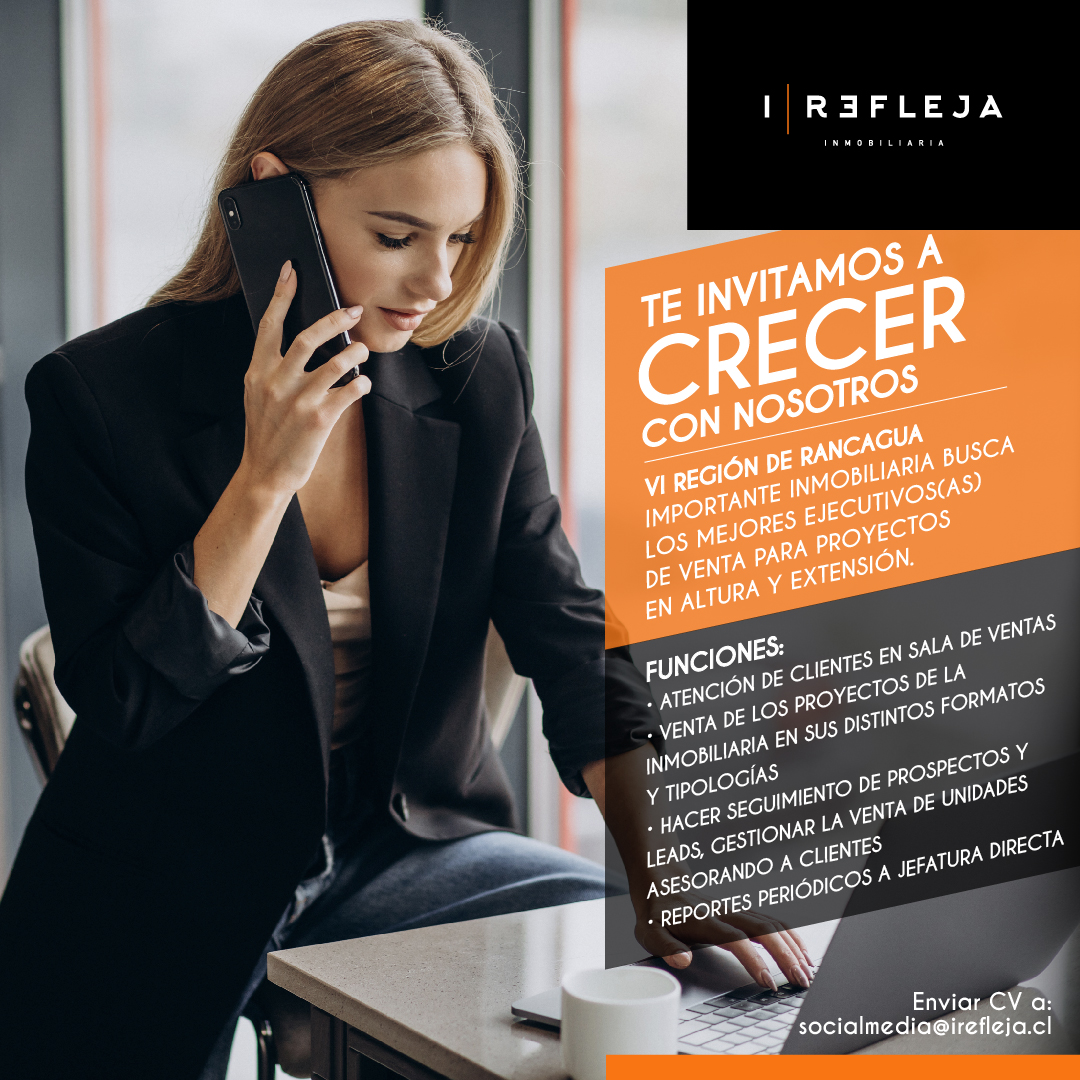 I | REFLEJA
INMOBILIARIA
TE INVITAMOS A
CRECER
CON NOSOTROS
VI REGIÓN DE RANCAGUA
IMPORTANTE INMOBILIARIA BUSCA
LOS MEJORES EJECUTIVOS(AS)
DE VENTA PARA PROYECTOS
EN ALTURA Y EXTENSIÓN.
FUNCIONES:
• ATENCIÓN DE CLIENTES EN SALA DE VENTAS
• VENTA DE LOS PROYECTOS DE LA
INMOBILIARIA EN SUS DISTINTOS FORMATOS
Y TIPOLOGÍAS
• HACER SEGUIMIENTO DE PROSPECTOS Y
LEADS, GESTIONAR LA VENTA DE UNIDADES
ASESORANDO A CLIENTES
• REPORTES PERIÓDICOS A JEFATURA DIRECTA
Enviar CV a:
socialmedia@irefleja.cl